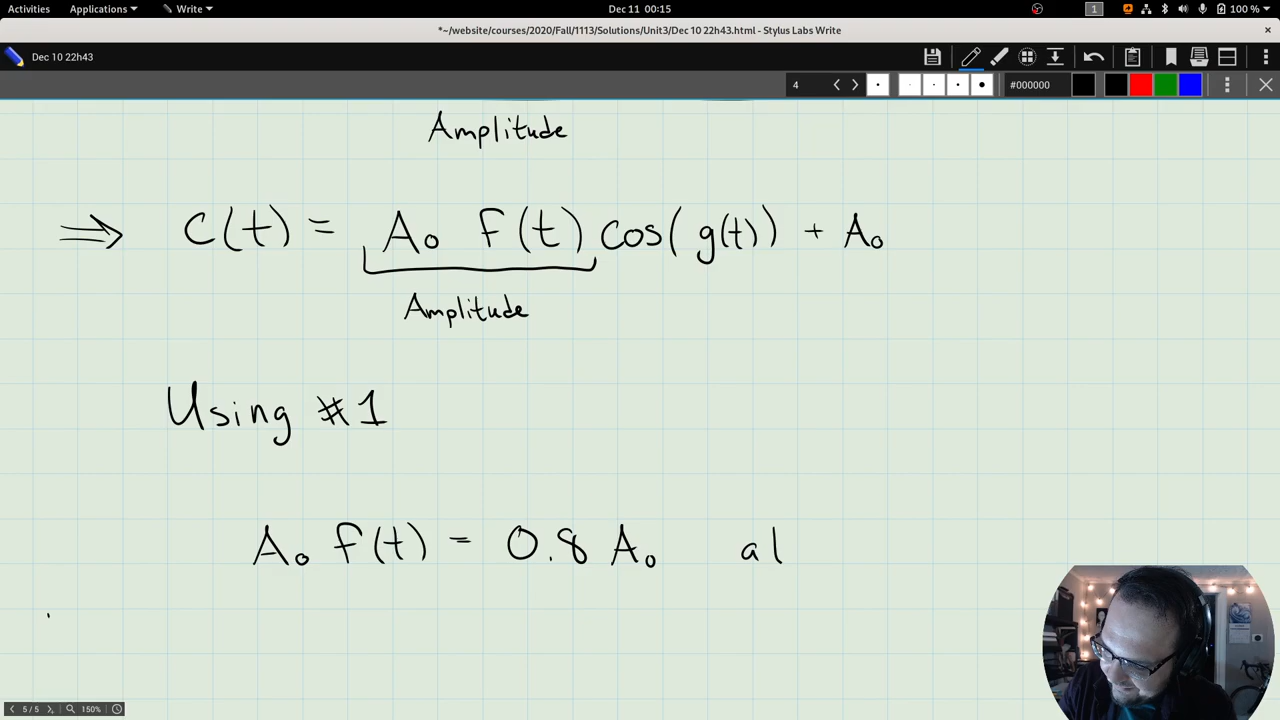 Activities Applications Write Dec 11 00:15 1 100 %
*~/website/courses/2020/Fall/1113/Solutions/Unit3/Dec 10 22h43.html - Stylus Labs Write ×
Dec 10 22h43
4 #000000
Amplitude
⇒ C(t) = A₀ f(t) cos( g(t)) + A₀
Amplitude
Using #1
A₀ f(t) = 0.8 A₀ al
5/5 150%